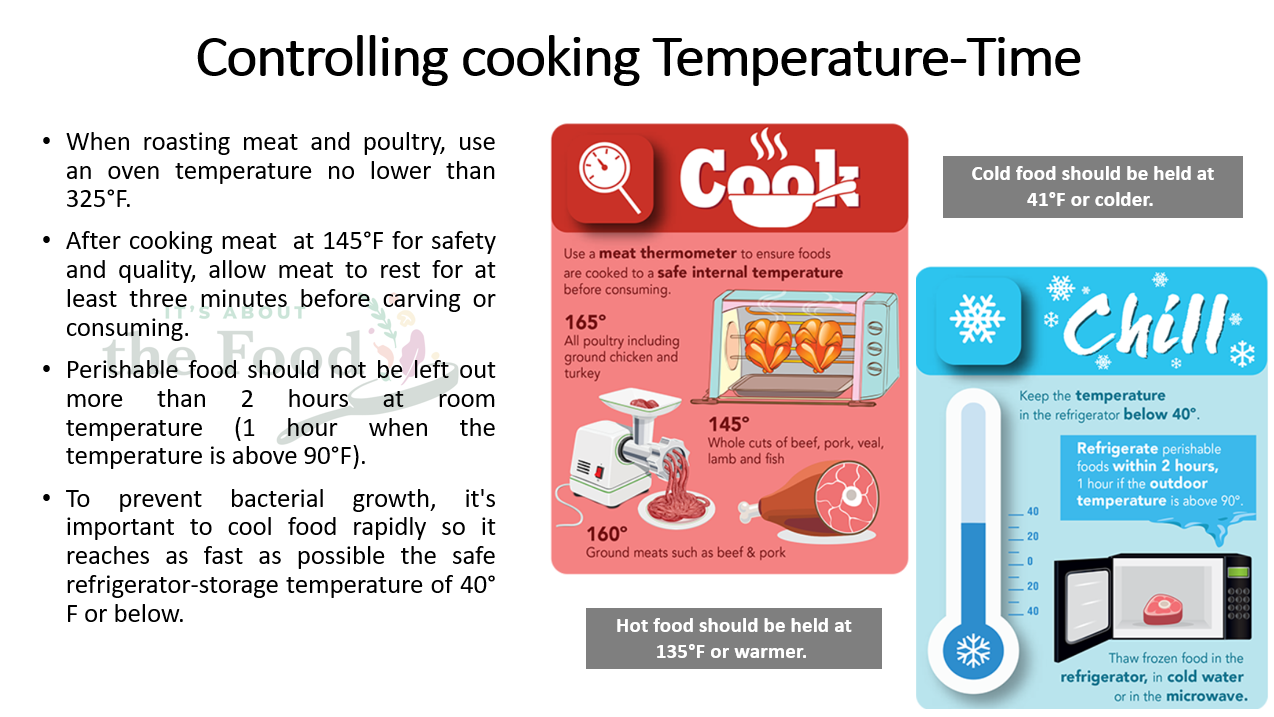 Controlling cooking Temperature-Time
• When roasting meat and poultry, use
an oven temperature no lower than
325°F.
• After cooking meat at 145°F for safety
and quality, allow meat to rest for at
least three minutes before carving or
consuming.
• Perishable food should not be left out
more than 2 hours at room
temperature (1 hour when the
temperature is above 90°F).
• To prevent bacterial growth, it's
important to cool food rapidly so it
reaches as fast as possible the safe
refrigerator-storage temperature of 40°
F or below.
IT'S ABOUT
the Food
Cook
Use a meat thermometer to ensure foods
are cooked to a safe internal temperature
before consuming.
165°
All poultry including
ground chicken and
turkey
145°
Whole cuts of beef, pork, veal,
lamb and fish
160°
Ground meats such as beef & pork
Hot food should be held at
135°F or warmer.
Cold food should be held at
41°F or colder.
Chill
Keep the temperature
in the refrigerator below 40°.
Refrigerate perishable
foods within 2 hours,
1 hour if the outdoor
temperature is above 90°.
40
20
0
20
40
Thaw frozen food in the
refrigerator, in cold water
or in the microwave.